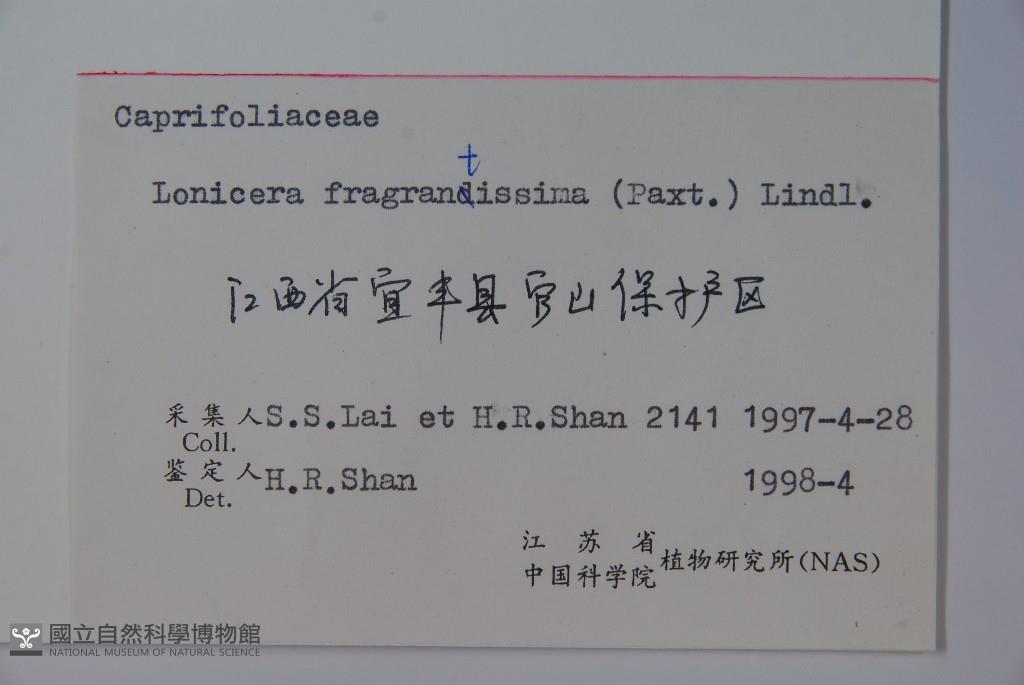 Caprifoliaceae
t
Lonicera fragrandissima (Paxt.) Lindl.
江西省宜丰县官山保护区
采集人 S.S.Lai et H.R.Shan 2141 1997-4-28
Coll.
鉴定人 H.R.Shan 1998-4
Det.
江苏省
中国科学院 植物研究所(NAS)
國立自然科學博物館
NATIONAL MUSEUM OF NATURAL SCIENCE